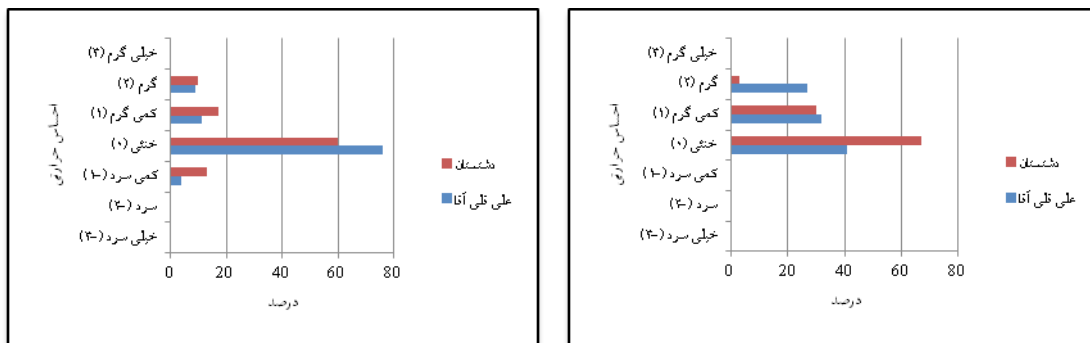 خیلی گرم (۳)
گرم (۲)
کمی گرم (۱)
خنثی (۰)
کمی سرد (-۱)
سرد (-۲)
خیلی سرد (-۳)
احساس حرارتی
0 20 40 60 80
درصد
دشتستان
علی قلی آقا
خیلی گرم (۳)
گرم (۲)
کمی گرم (۱)
خنثی (۰)
کمی سرد (-۱)
سرد (-۲)
خیلی سرد (-۳)
احساس حرارتی
0 20 40 60 80
درصد
دشتستان
علی قلی آقا